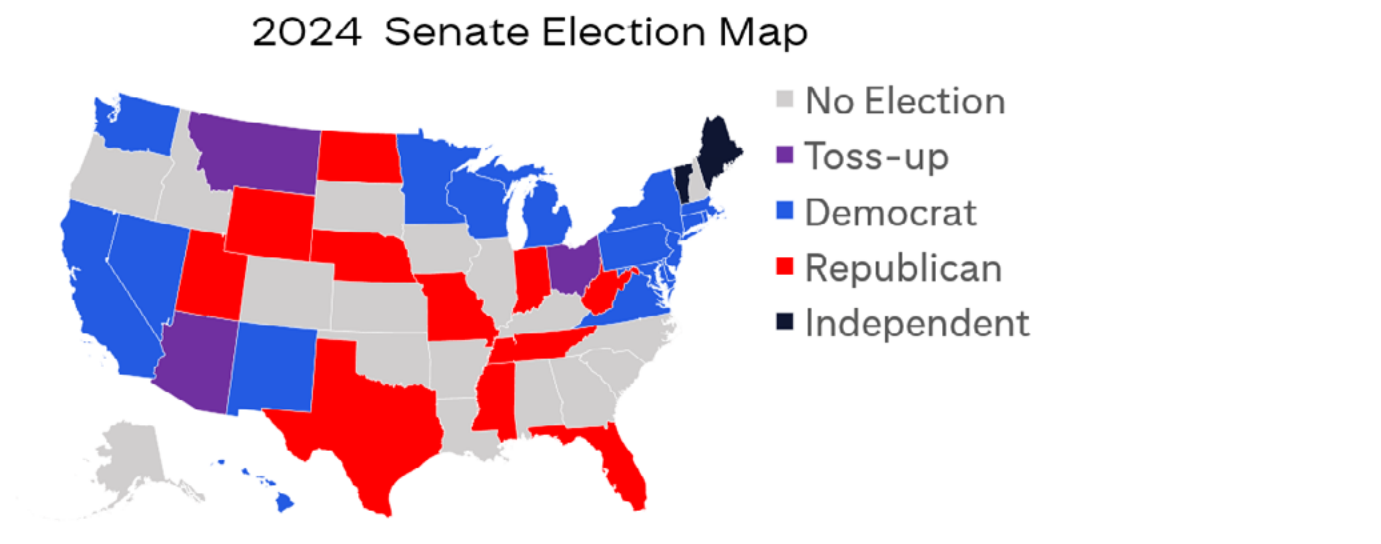 2024 Senate Election Map
No Election
Toss-up
Democrat
Republican
Independent